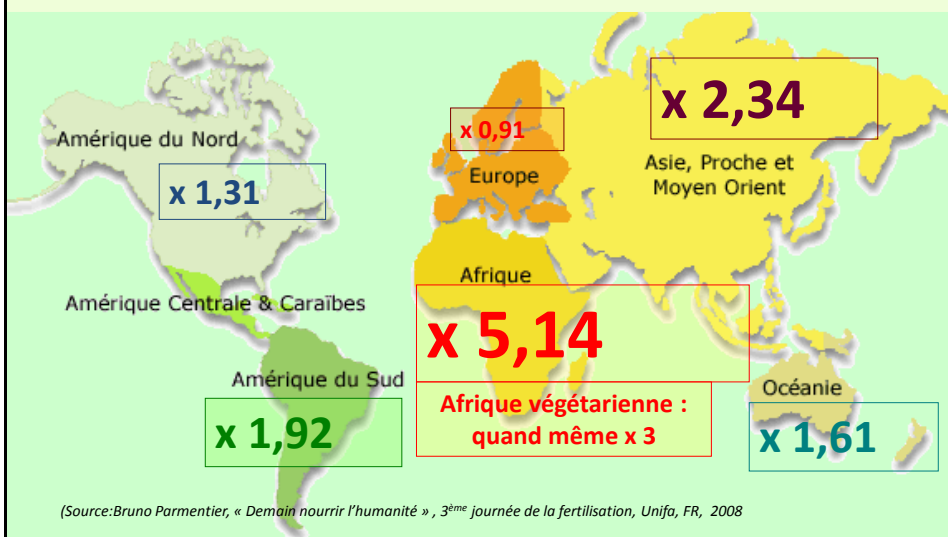 x 2,34
x 0,91
Amérique du Nord
Asie, Proche et
Moyen Orient
Europe
x 1,31
Afrique
Amérique Centrale & Caraïbes
x 5,14
Amérique du Sud
Océanie
Afrique végétarienne :
quand même x 3
x 1,92
x 1,61
(Source:Bruno Parmentier, « Demain nourrir l’humanité » , 3ème journée de la fertilisation, Unifa, FR, 2008